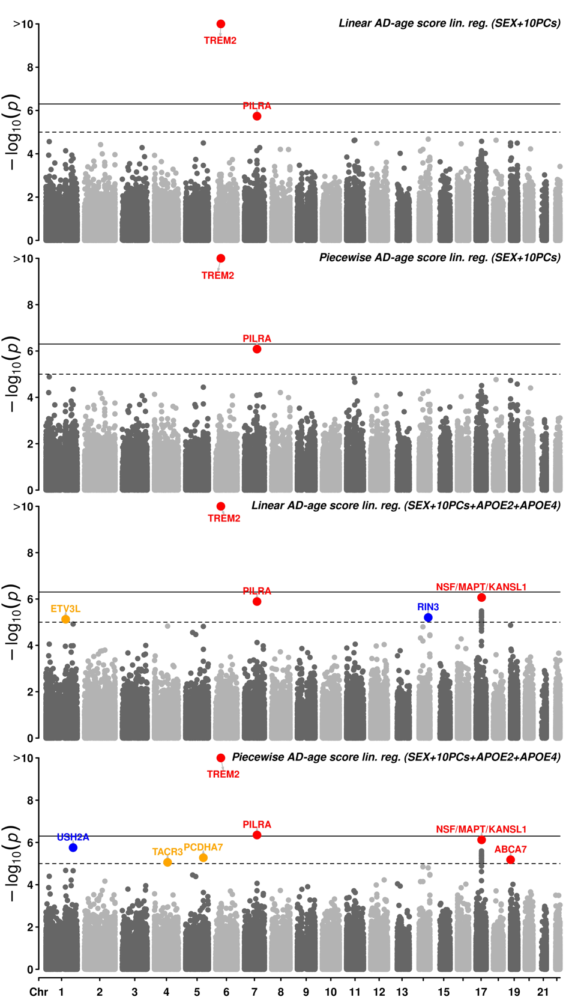 Linear AD-age score lin. reg. (SEX+10PCs)
>10
TREM2
8
PILRA
6
4
2
0
− log10(p)
Piecewise AD-age score lin. reg. (SEX+10PCs)
>10
TREM2
8
PILRA
6
4
2
0
− log10(p)
Linear AD-age score lin. reg. (SEX+10PCs+APOE2+APOE4)
>10
TREM2
8
PILRA
NSF/MAPT/KANSL1
6
ETV3L
RIN3
4
2
0
− log10(p)
Piecewise AD-age score lin. reg. (SEX+10PCs+APOE2+APOE4)
>10
TREM2
8
PILRA
NSF/MAPT/KANSL1
6
USH2A
TACR3
PCDHA7
ABCA7
4
2
0
− log10(p)
Chr 1 2 3 4 5 6 7 8 9 10 11 12 13 15 17 19 21